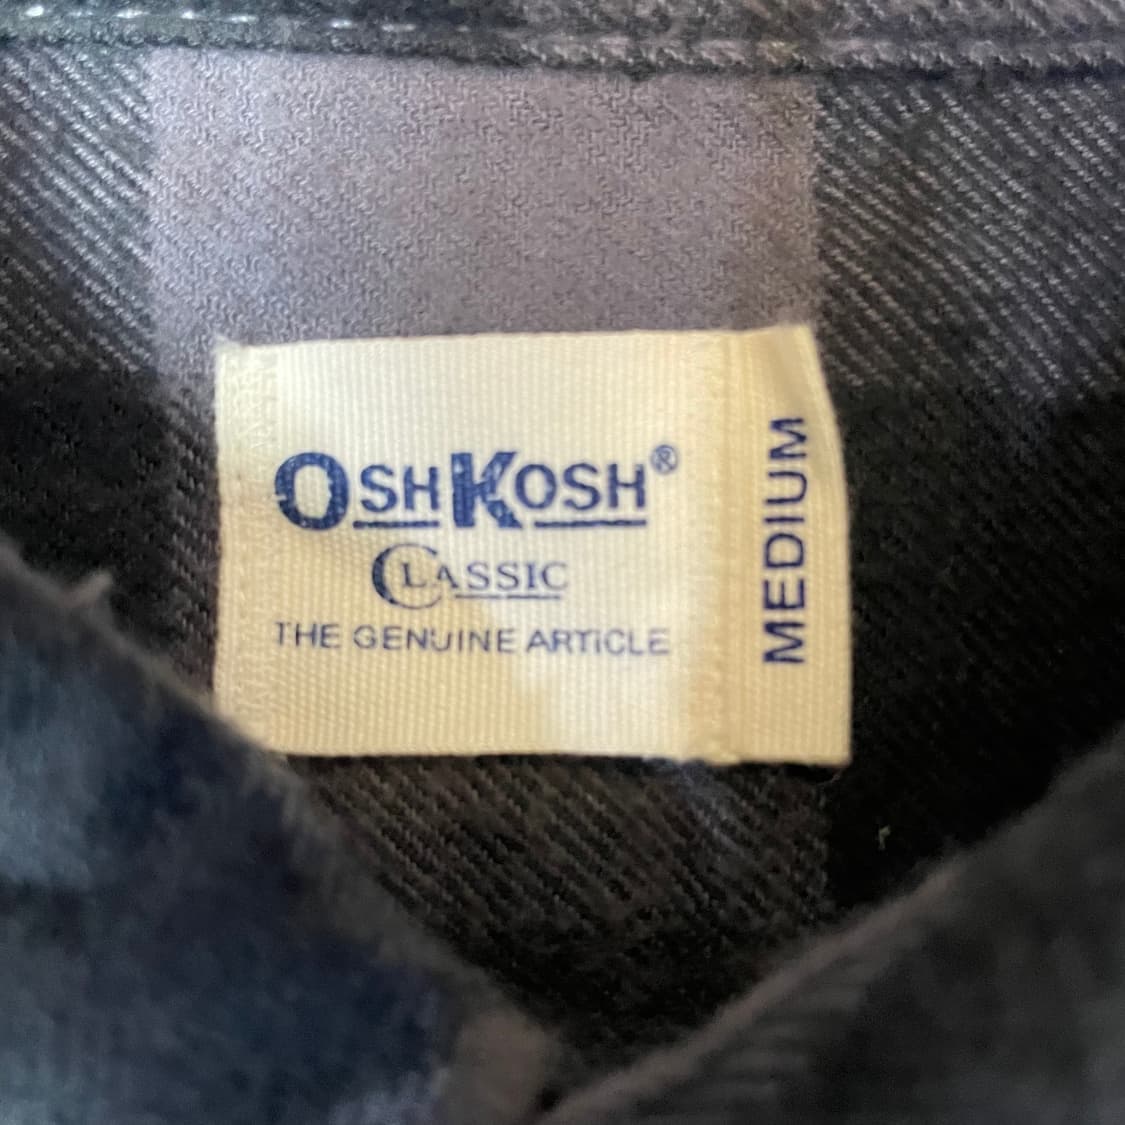 OSHKOSH®
CLASSIC
THE GENUINE ARTICLE
MEDIUM